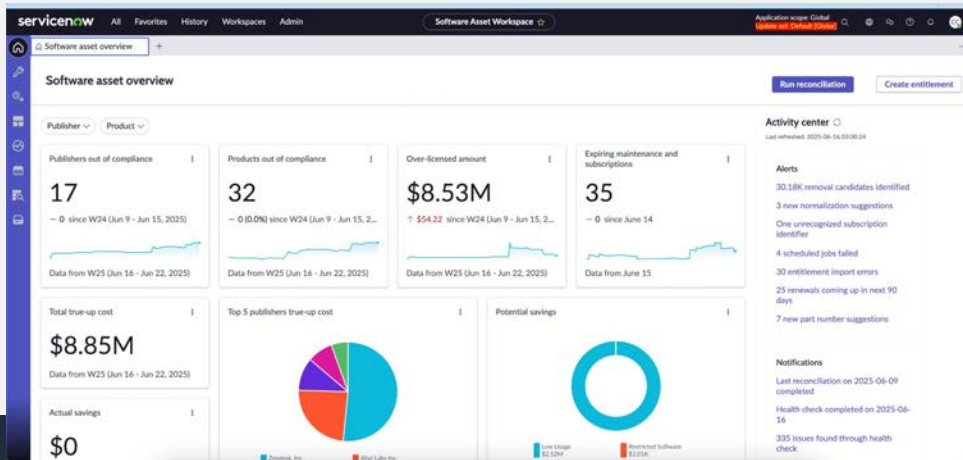 servicenow All Favorites History Workspaces Admin Software Asset Workspace Application scope: Global
Update set: Default [Global]
Software asset overview
Software asset overview
Run reconciliation Create entitlement
Publisher Product
Publishers out of compliance
17
— 0 since W24 (Jun 9 - Jun 15, 2025)
Data from W25 (Jun 16 - Jun 22, 2025)
Products out of compliance
32
— 0 (0.0%) since W24 (Jun 9 - Jun 15, 2...
Data from W25 (Jun 16 - Jun 22, 2025)
Over-licensed amount
$8.53M
↑ $54.22 since W24 (Jun 9 - Jun 15, 2...
Data from W25 (Jun 16 - Jun 22, 2025)
Expiring maintenance and
subscriptions
35
— 0 since June 14
Data from June 15
Total true-up cost
$8.85M
Data from W25 (Jun 16 - Jun 22, 2025)
Top 5 publishers true-up cost
Potential savings
Low Usage
$2.52M
Restricted Software
$2.01K
Actual savings
$0
Activity center
Last refreshed: 2025-06-16 03:00:24
Alerts
30.18K removal candidates identified
3 new normalization suggestions
One unrecognized subscription
identifier
4 scheduled jobs failed
30 entitlement import errors
25 renewals coming up in next 90
days
7 new part number suggestions
Notifications
Last reconciliation on 2025-06-09
completed
Health check completed on 2025-06-
16
335 issues found through health
check